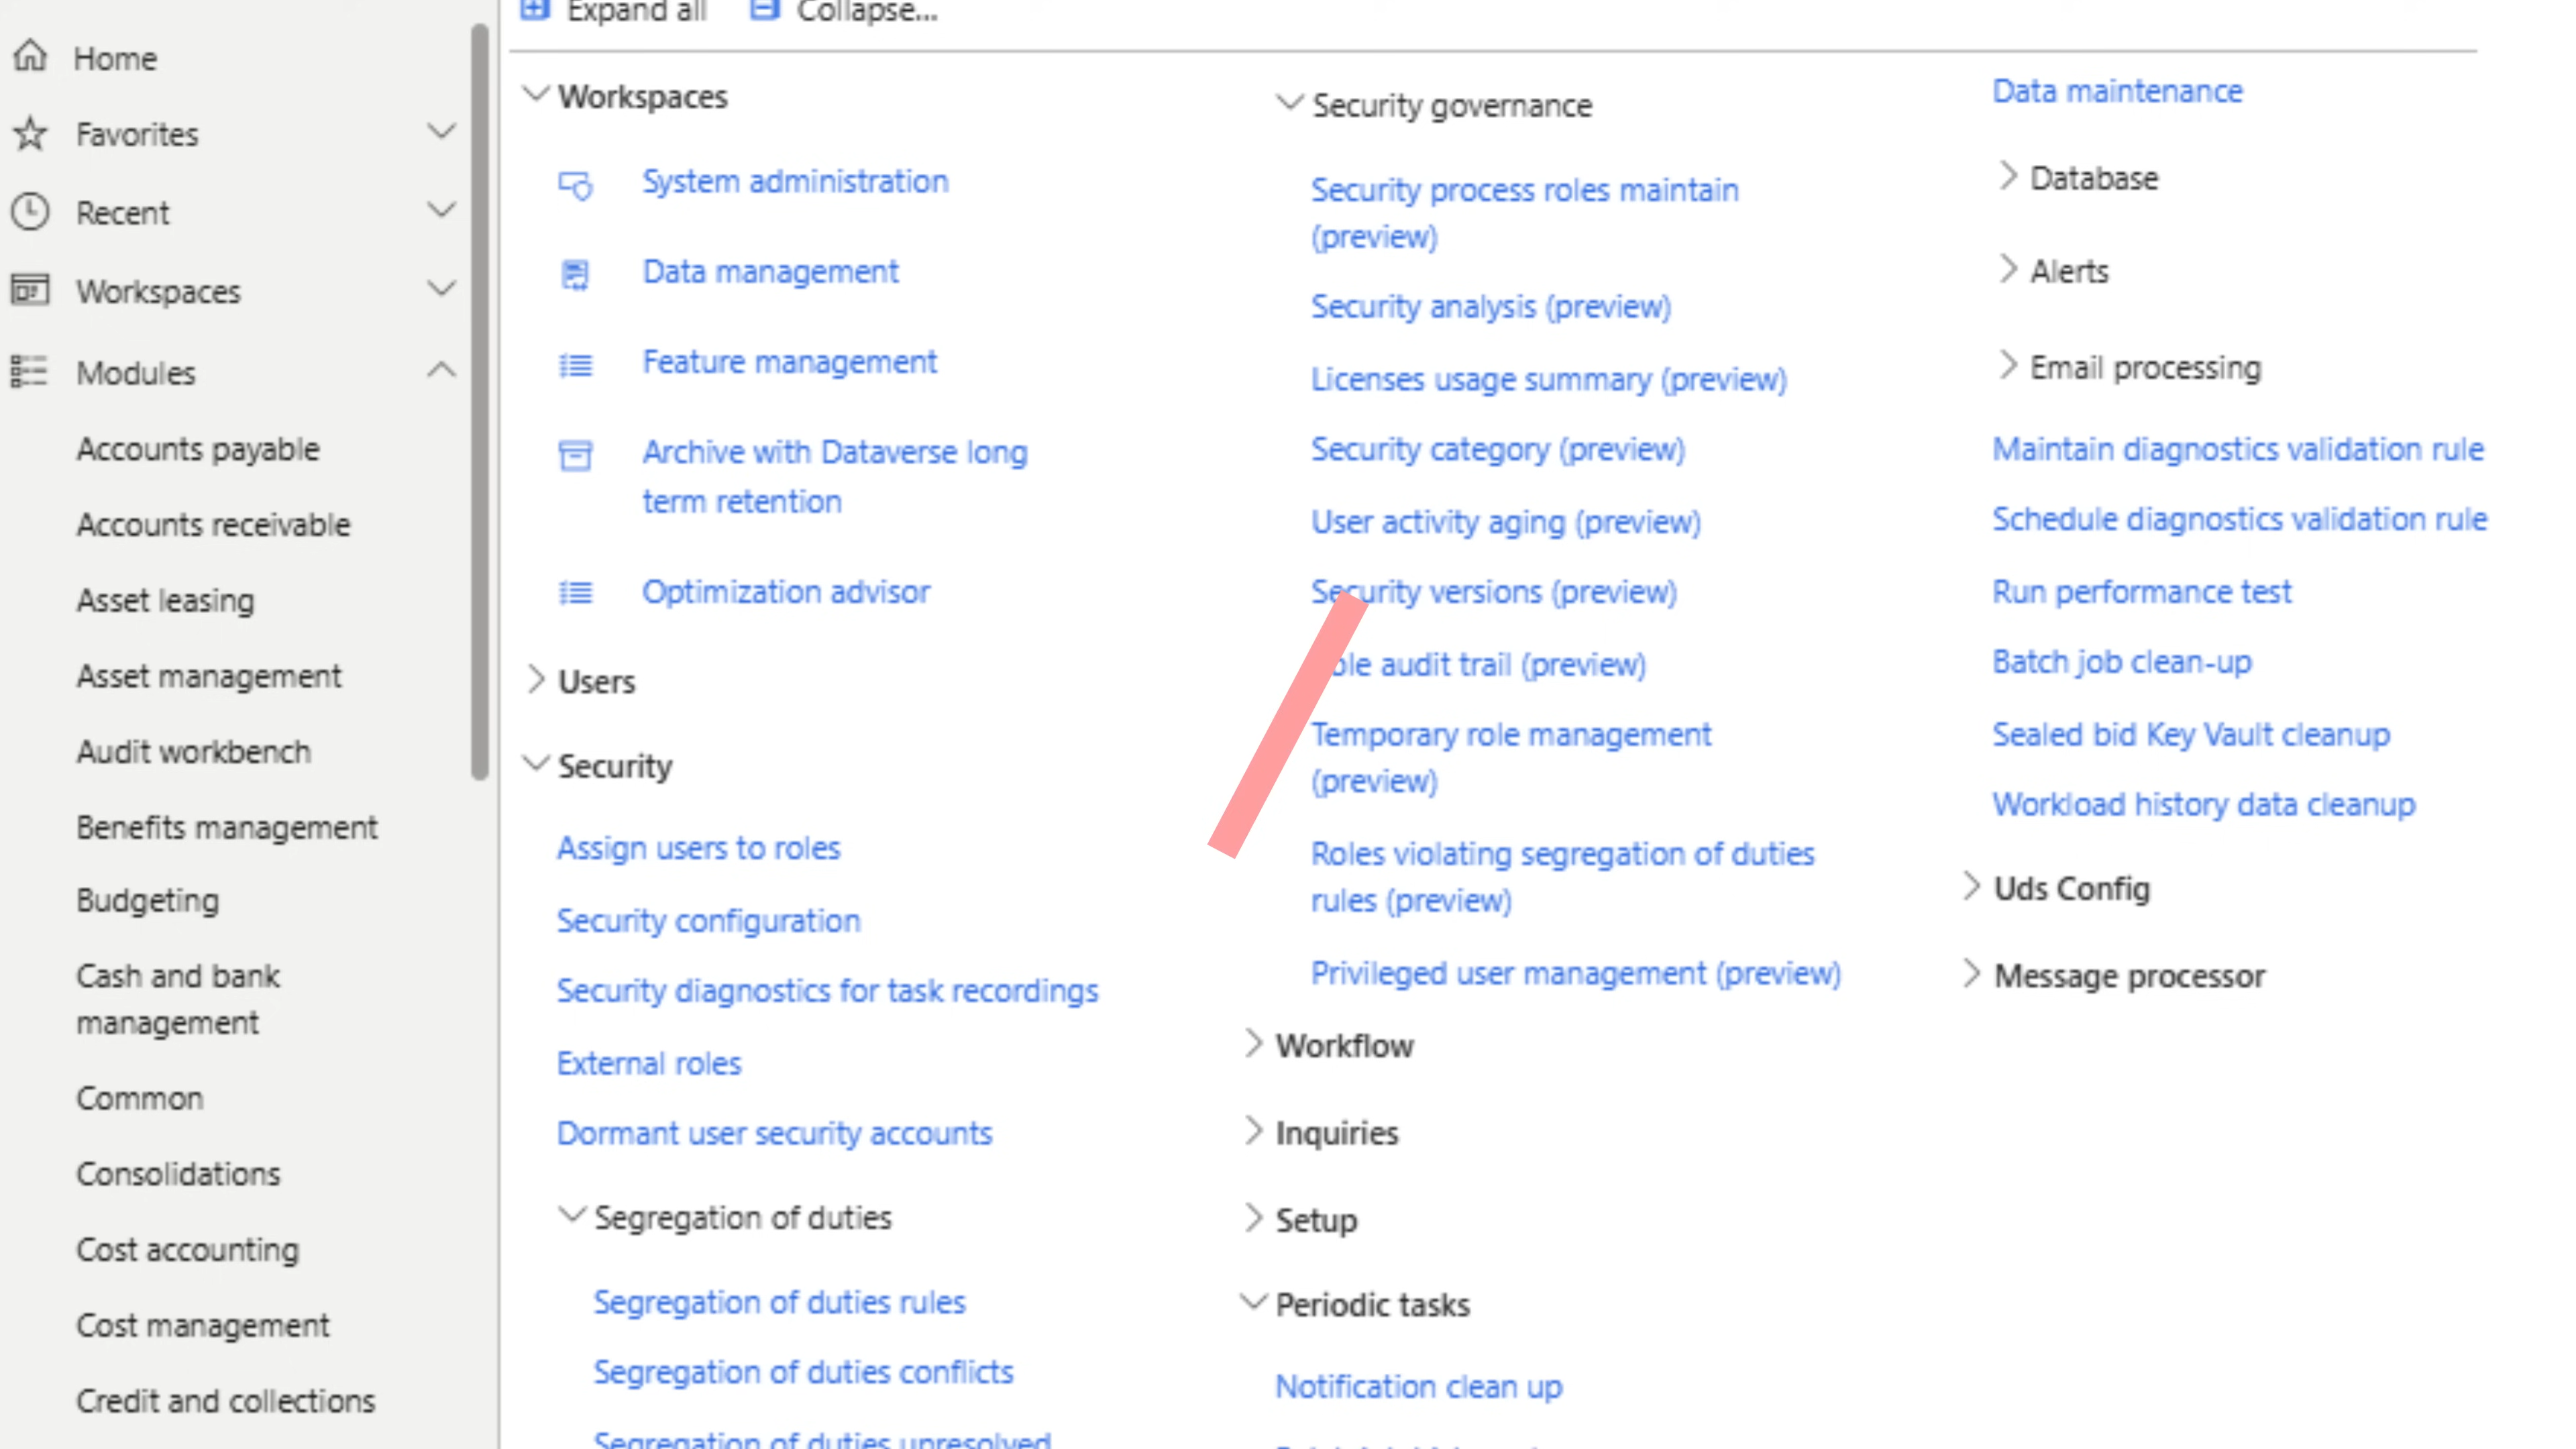 Expand all
Collapse...
Home
Favorites
Recent
Workspaces
Modules
Accounts payable
Accounts receivable
Asset leasing
Asset management
Audit workbench
Benefits management
Budgeting
Cash and bank
management
Common
Consolidations
Cost accounting
Cost management
Credit and collections
Workspaces
System administration
Data management
Feature management
Archive with Dataverse long
term retention
Optimization advisor
Users
Security
Assign users to roles
Security configuration
Security diagnostics for task recordings
External roles
Dormant user security accounts
Segregation of duties
Segregation of duties rules
Segregation of duties conflicts
Segregation of duties unresolved
Security governance
Security process roles maintain
(preview)
Security analysis (preview)
Licenses usage summary (preview)
Security category (preview)
User activity aging (preview)
Security versions (preview)
audit trail (preview)
Temporary role management
(preview)
Roles violating segregation of duties
rules (preview)
Privileged user management (preview)
Workflow
Inquiries
Setup
Periodic tasks
Notification clean up
Data maintenance
Database
Alerts
Email processing
Maintain diagnostics validation rule
Schedule diagnostics validation rule
Run performance test
Batch job clean-up
Sealed bid Key Vault cleanup
Workload history data cleanup
Uds Config
Message processor